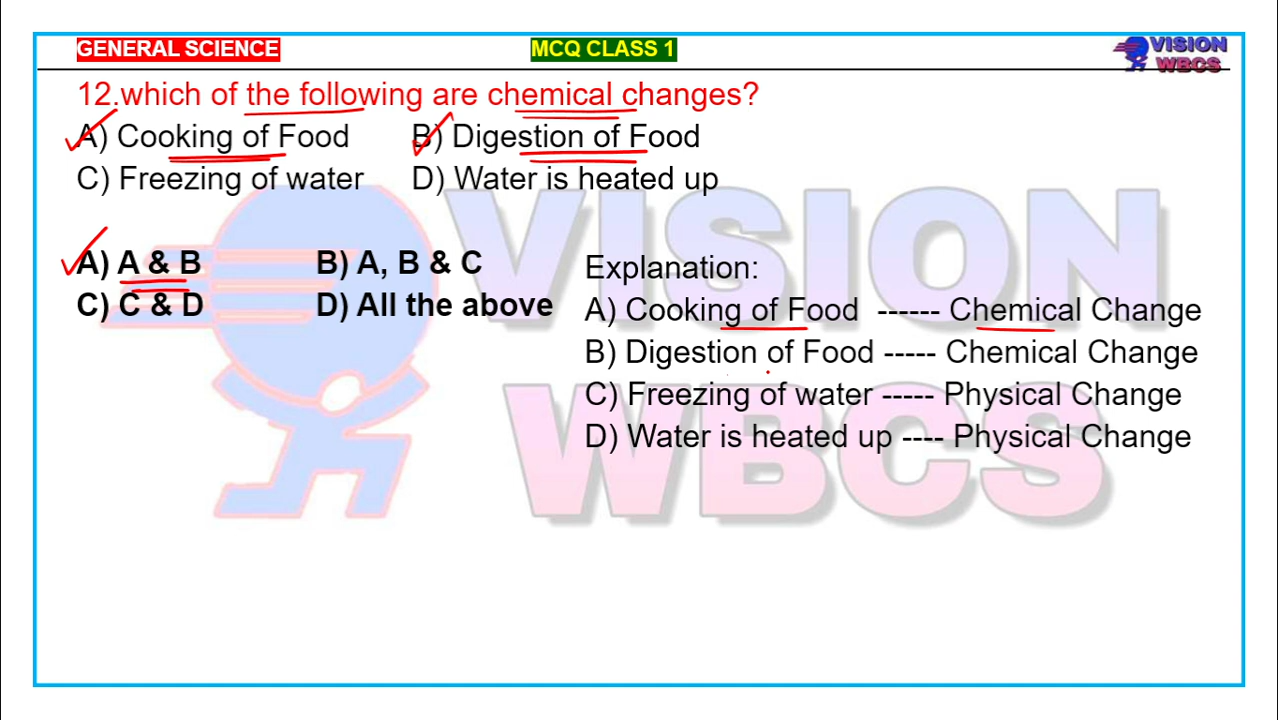 GENERAL SCIENCE MCQ CLASS 1 VISION WBCS
12.which of the following are chemical changes?
A) Cooking of Food B) Digestion of Food
C) Freezing of water D) Water is heated up
A) A & B B) A, B & C
C) C & D D) All the above
Explanation:
A) Cooking of Food ------ Chemical Change
B) Digestion of Food ----- Chemical Change
C) Freezing of water ----- Physical Change
D) Water is heated up ---- Physical Change
VISION
WBCS